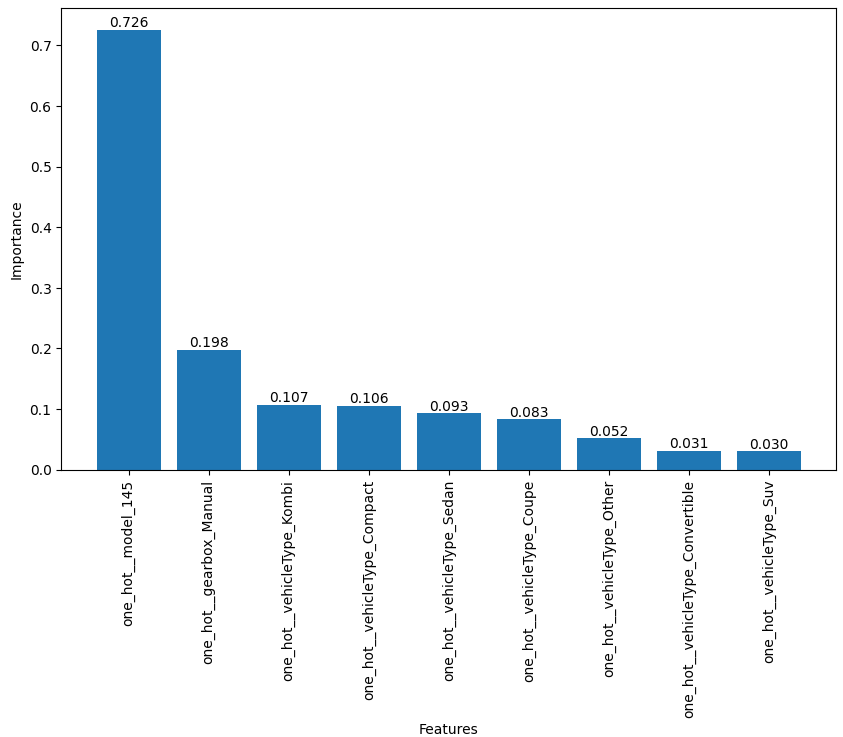 0.726
0.7
0.6
0.5
0.4
0.3
0.2
0.1
0.0
Importance
0.198
0.107
0.106
0.093
0.083
0.052
0.031
0.030
one_hot__model_145
one_hot__gearbox_Manual
one_hot__vehicleType_Kombi
one_hot__vehicleType_Compact
one_hot__vehicleType_Sedan
one_hot__vehicleType_Coupe
one_hot__vehicleType_Other
one_hot__vehicleType_Convertible
one_hot__vehicleType_Suv
Features